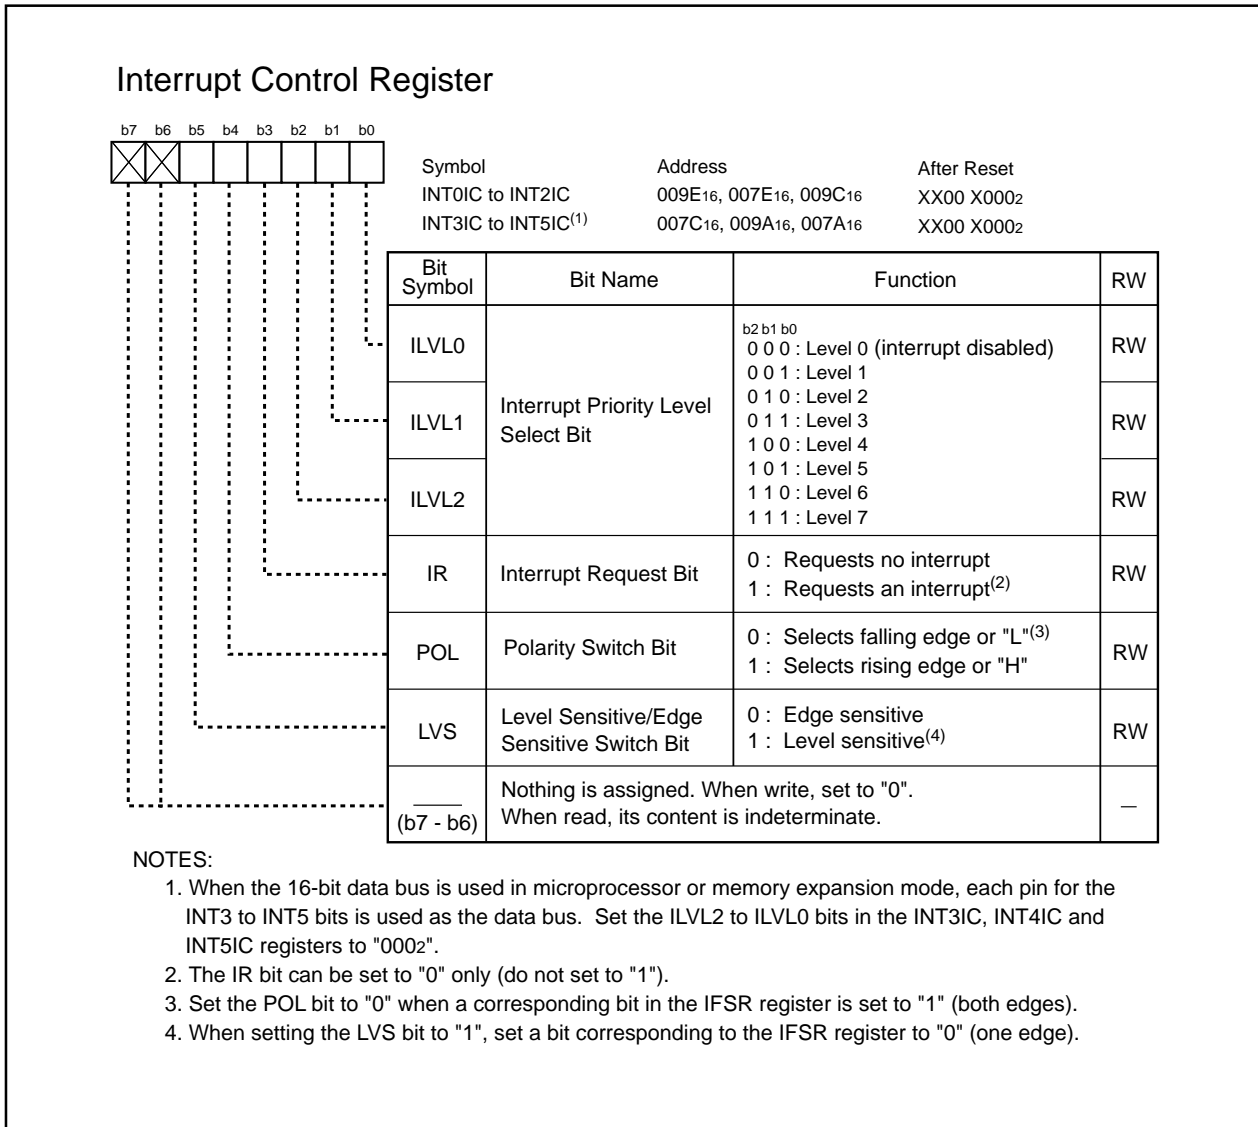 Interrupt Control Register
b7 b6 b5 b4 b3 b2 b1 b0
Symbol Address After Reset
INT0IC to INT2IC 009E16, 007E16, 009C16 XX00 X0002
INT3IC to INT5IC(1) 007C16, 009A16, 007A16 XX00 X0002
Bit Symbol Bit Name Function RW
b2 b1 b0
ILVL0 0 0 0 : Level 0 (interrupt disabled) RW
0 0 1 : Level 1
0 1 0 : Level 2
ILVL1 Interrupt Priority Level 0 1 1 : Level 3 RW
Select Bit 1 0 0 : Level 4
1 0 1 : Level 5
ILVL2 1 1 0 : Level 6 RW
1 1 1 : Level 7
IR Interrupt Request Bit 0 : Requests no interrupt RW
1 : Requests an interrupt(2)
POL Polarity Switch Bit 0 : Selects falling edge or "L"(3) RW
1 : Selects rising edge or "H"
LVS Level Sensitive/Edge 0 : Edge sensitive RW
Sensitive Switch Bit 1 : Level sensitive(4)
Nothing is assigned. When write, set to "0". —
(b7 - b6) When read, its content is indeterminate.
NOTES:
1. When the 16-bit data bus is used in microprocessor or memory expansion mode, each pin for the
INT3 to INT5 bits is used as the data bus. Set the ILVL2 to ILVL0 bits in the INT3IC, INT4IC and
INT5IC registers to "0002".
2. The IR bit can be set to "0" only (do not set to "1").
3. Set the POL bit to "0" when a corresponding bit in the IFSR register is set to "1" (both edges).
4. When setting the LVS bit to "1", set a bit corresponding to the IFSR register to "0" (one edge).